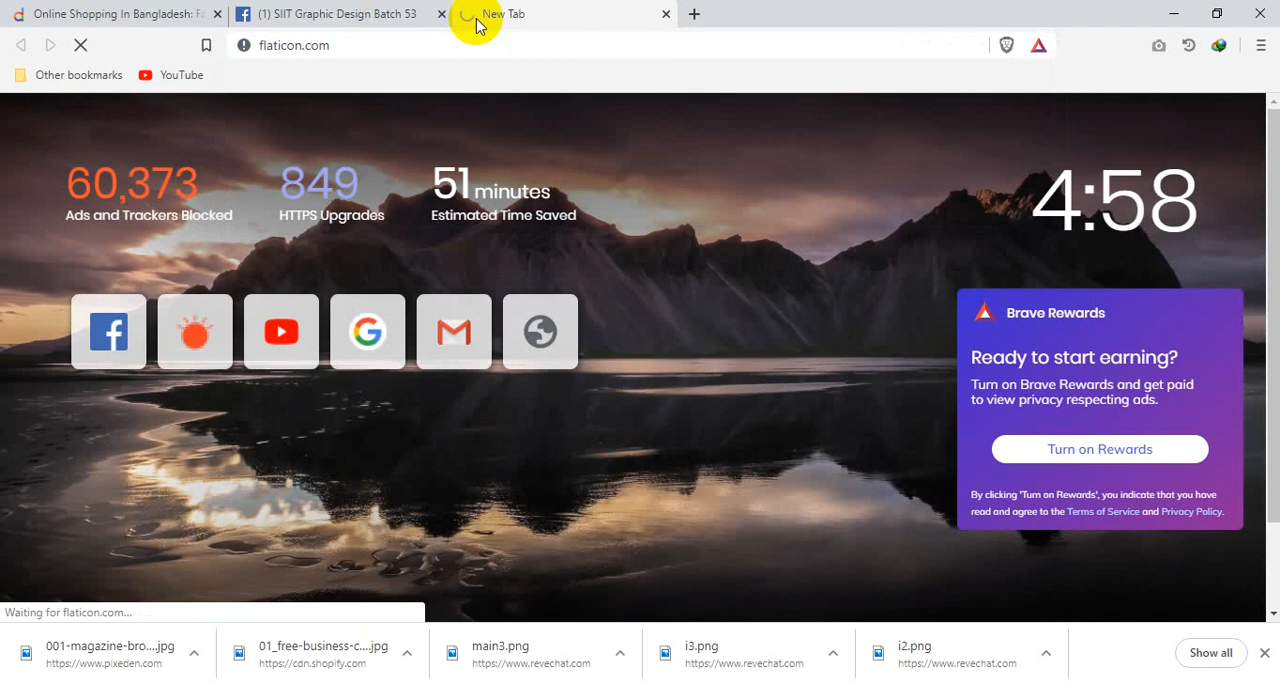 Online Shopping In Bangladesh: Fa
(1) SIIT Graphic Design Batch 53
New Tab
flaticon.com
Other bookmarks
YouTube
60,373
Ads and Trackers Blocked
849
HTTPS Upgrades
51 minutes
Estimated Time Saved
4:58
Brave Rewards
Ready to start earning?
Turn on Brave Rewards and get paid
to view privacy respecting ads.
Turn on Rewards
By clicking 'Turn on Rewards', you indicate that you have
read and agree to the Terms of Service and Privacy Policy.
Waiting for flaticon.com...
001-magazine-bro....jpg
https://www.pixeden.com
01_free-business-c....jpg
https://cdn.shopify.com
main3.png
https://www.revechat.com
i3.png
https://www.revechat.com
i2.png
https://www.revechat.com
Show all